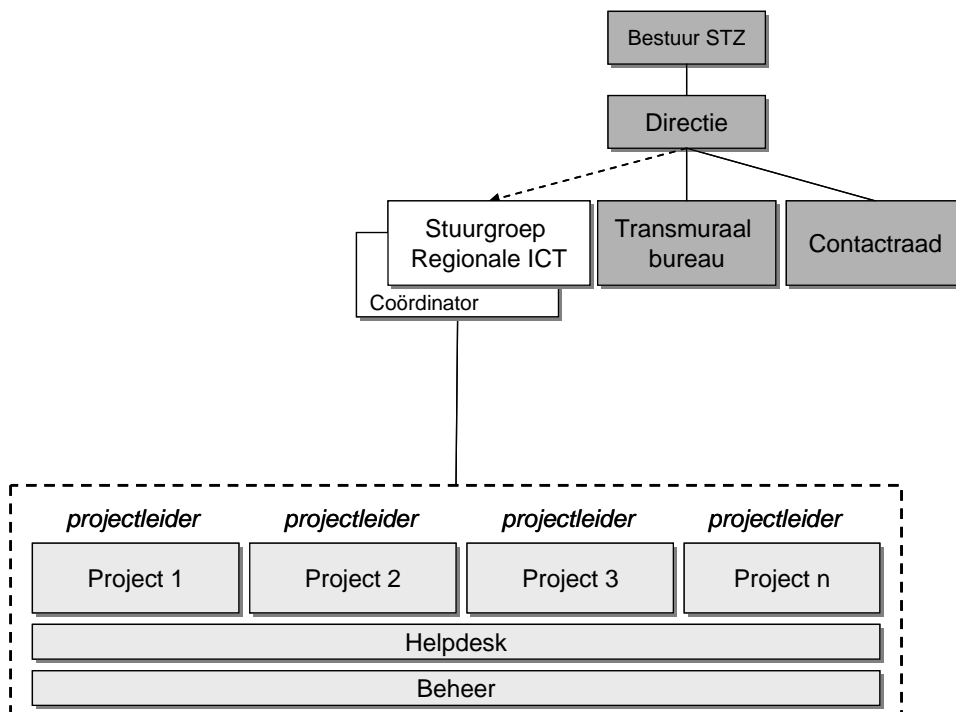 Bestuur STZ
Directie
Stuurgroep
Regionale ICT
Transmuraal
bureau
Contactraad
Coördinator
projectleider
projectleider
projectleider
projectleider
Project 1
Project 2
Project 3
Project n
Helpdesk
Beheer